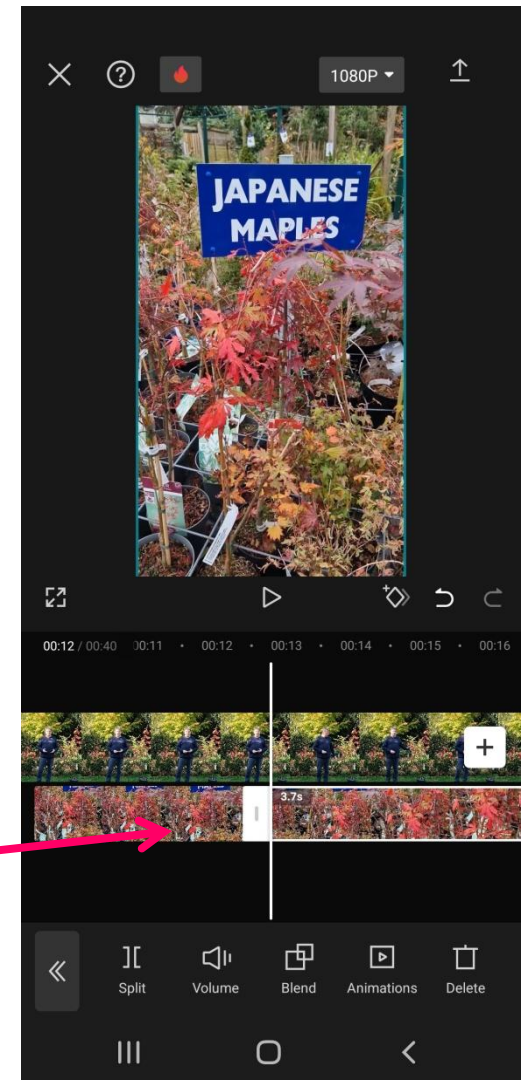 1080P
JAPANESE
MAPLES
00:12 / 00:40 00:11 • 00:12 • 00:13 • 00:14 • 00:15 • 00:16
3.7s
Split Volume Blend Animations Delete